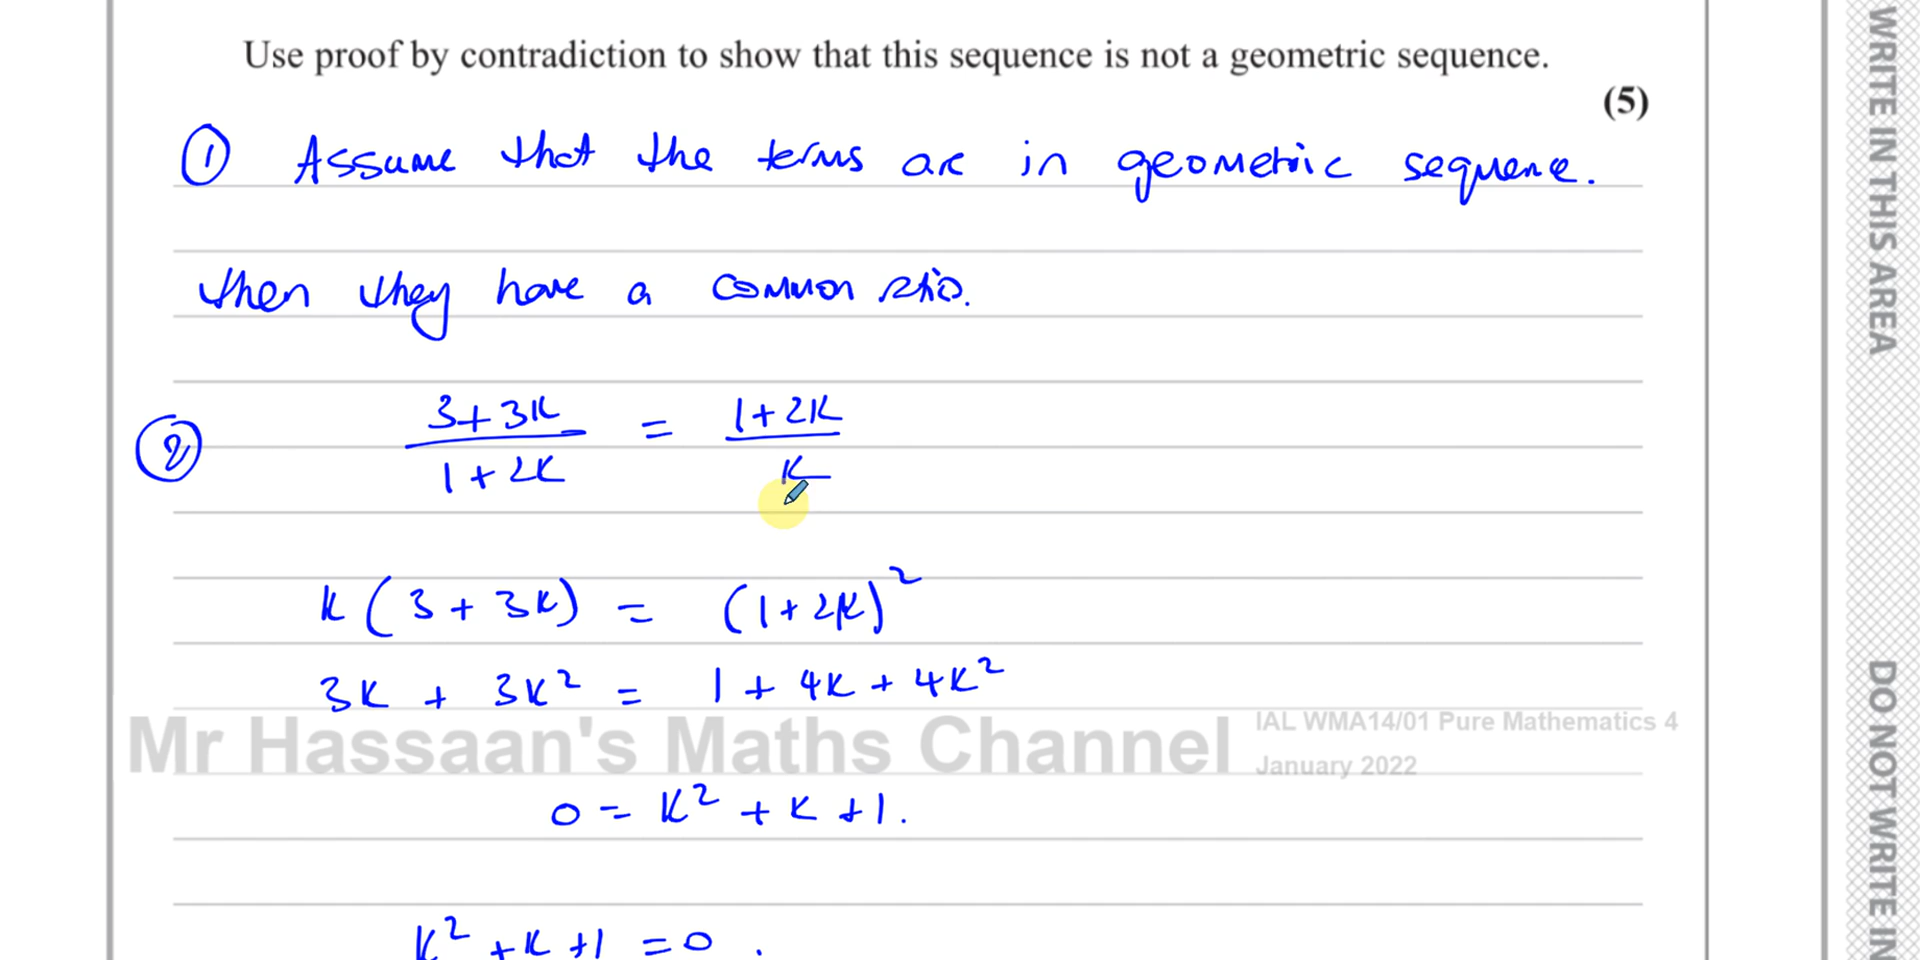 Use proof by contradiction to show that this sequence is not a geometric sequence.
(5)
① Assume that the terms are in geometric sequence.
then they have a common ratio.
② (3+3K)/(1+2K) = (1+2K)/K
K(3+3K) = (1+2K)²
3K + 3K² = 1 + 4K + 4K²
Mr Hassaan's Maths Channel
IAL WMA14/01 Pure Mathematics 4
January 2022
0 = K² + K + 1.
K² + K + 1 = 0.
WRITE IN THIS AREA
DO NOT WRITE IN